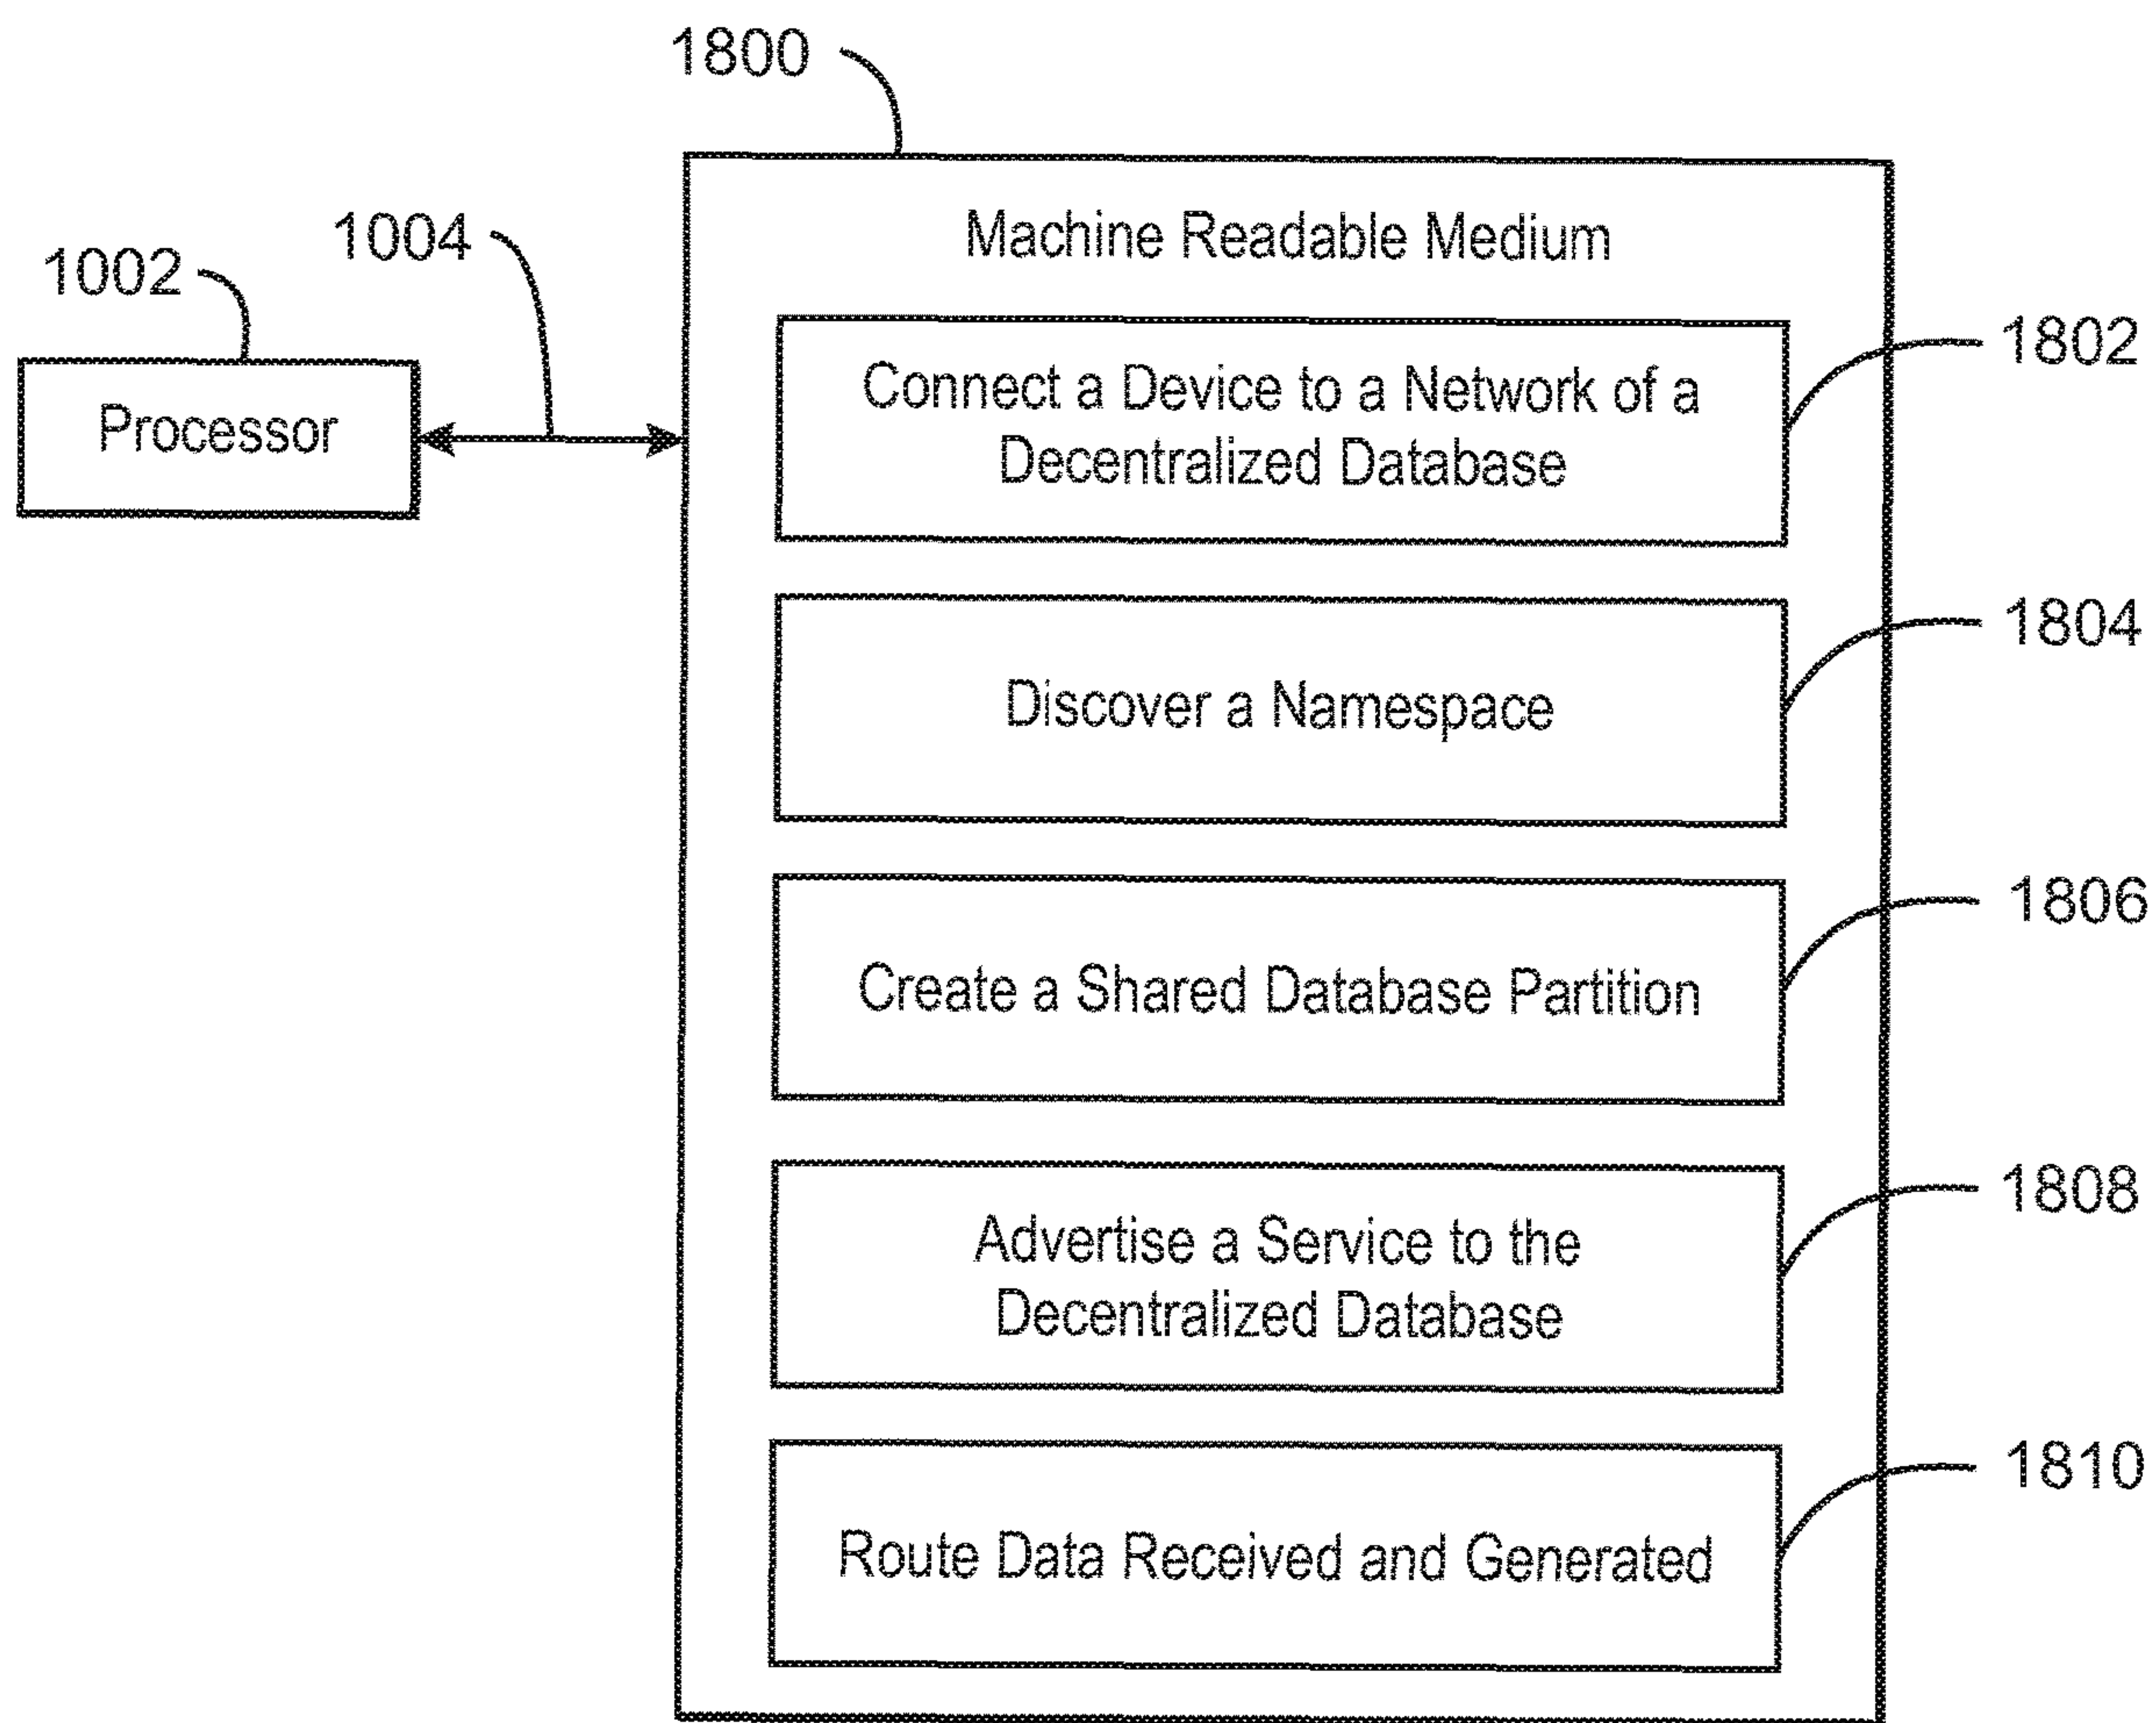 1800
Machine Readable Medium
1004
1002
Processor
Connect a Device to a Network of a
Decentralized Database
1802
Discover a Namespace
1804
Create a Shared Database Partition
1806
Advertise a Service to the
Decentralized Database
1808
Route Data Received and Generated
1810